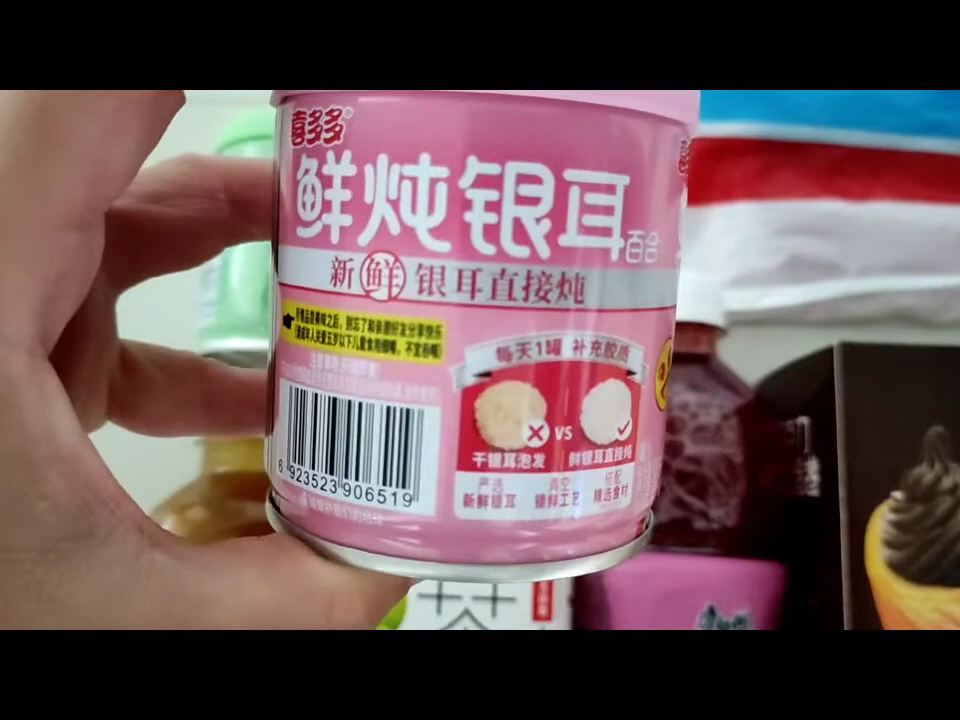 喜多多
鲜炖银耳
百合
新鲜银耳直接炖
每天1罐 补充胶质
VS
干银耳泡发
鲜银耳直接炖
严选
新鲜银耳
真空
锁鲜工艺
搭配
精选食材
6 923523 906519